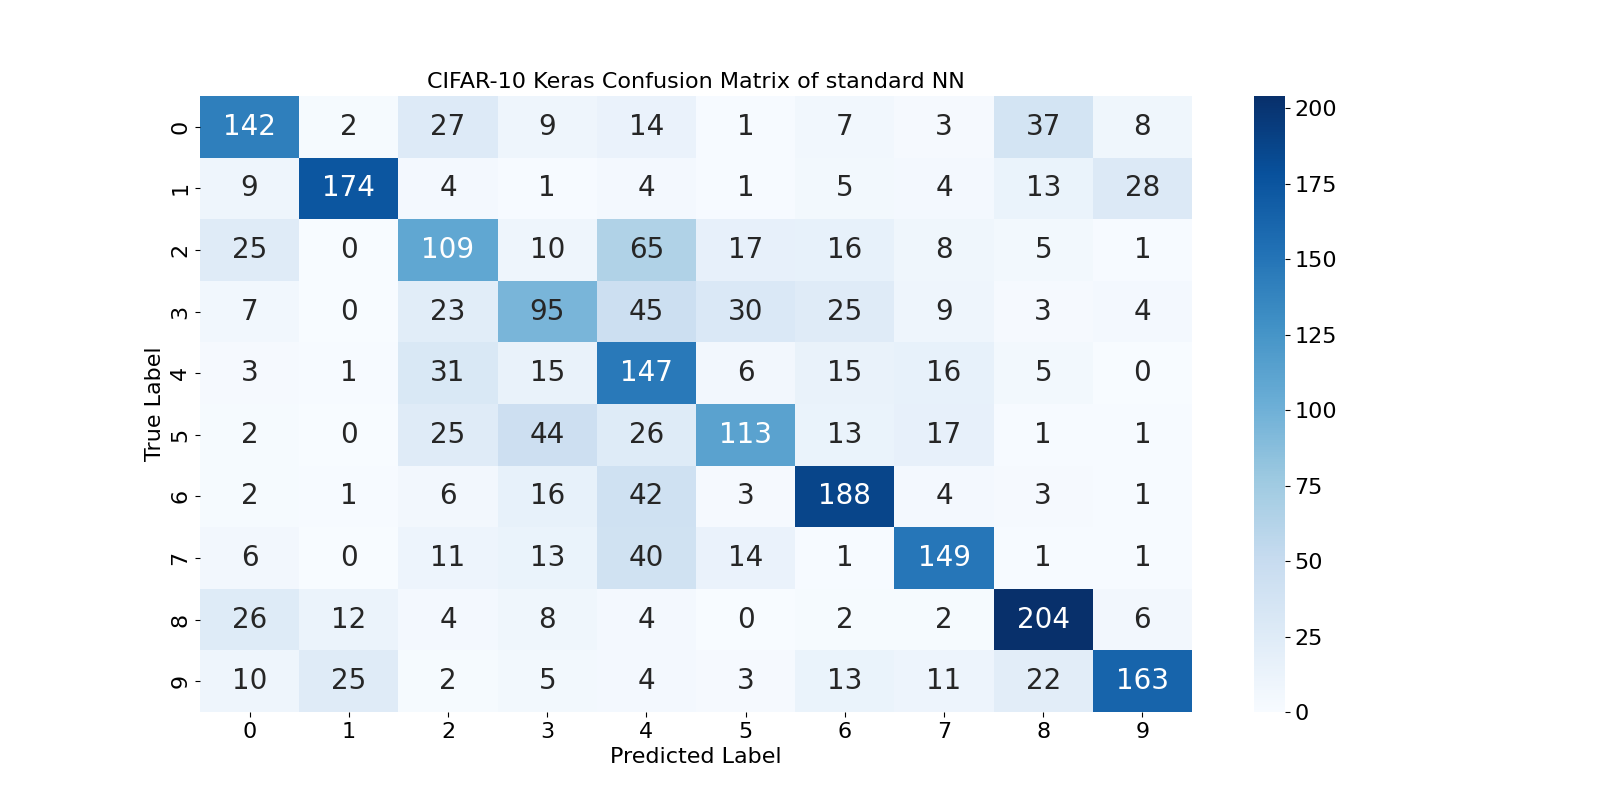 CIFAR-10 Keras Confusion Matrix of standard NN
0 142 2 27 9 14 1 7 3 37 8
1 9 174 4 1 4 1 5 4 13 28
2 25 0 109 10 65 17 16 8 5 1
3 7 0 23 95 45 30 25 9 3 4
4 3 1 31 15 147 6 15 16 5 0
5 2 0 25 44 26 113 13 17 1 1
6 2 1 6 16 42 3 188 4 3 1
7 6 0 11 13 40 14 1 149 1 1
8 26 12 4 8 4 0 2 2 204 6
9 10 25 2 5 4 3 13 11 22 163
True Label
0 1 2 3 4 5 6 7 8 9
Predicted Label
200
175
150
125
100
75
50
25
0